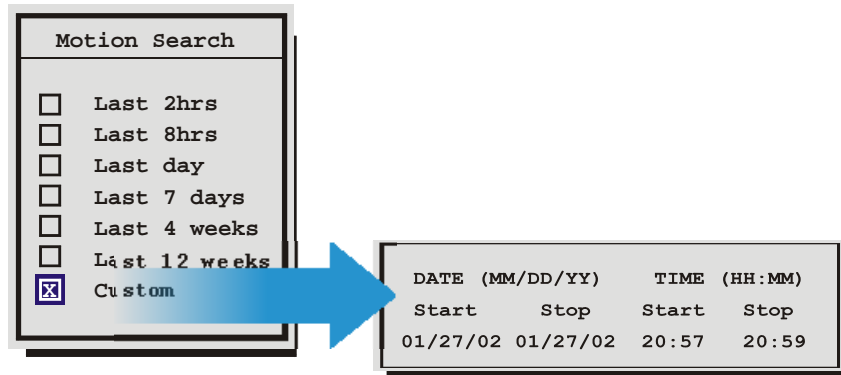 Motion Search
Last 2hrs
Last 8hrs
Last day
Last 7 days
Last 4 weeks
Last 12 weeks
X Custom
DATE (MM/DD/YY) TIME (HH:MM)
Start Stop Start Stop
01/27/02 01/27/02 20:57 20:59